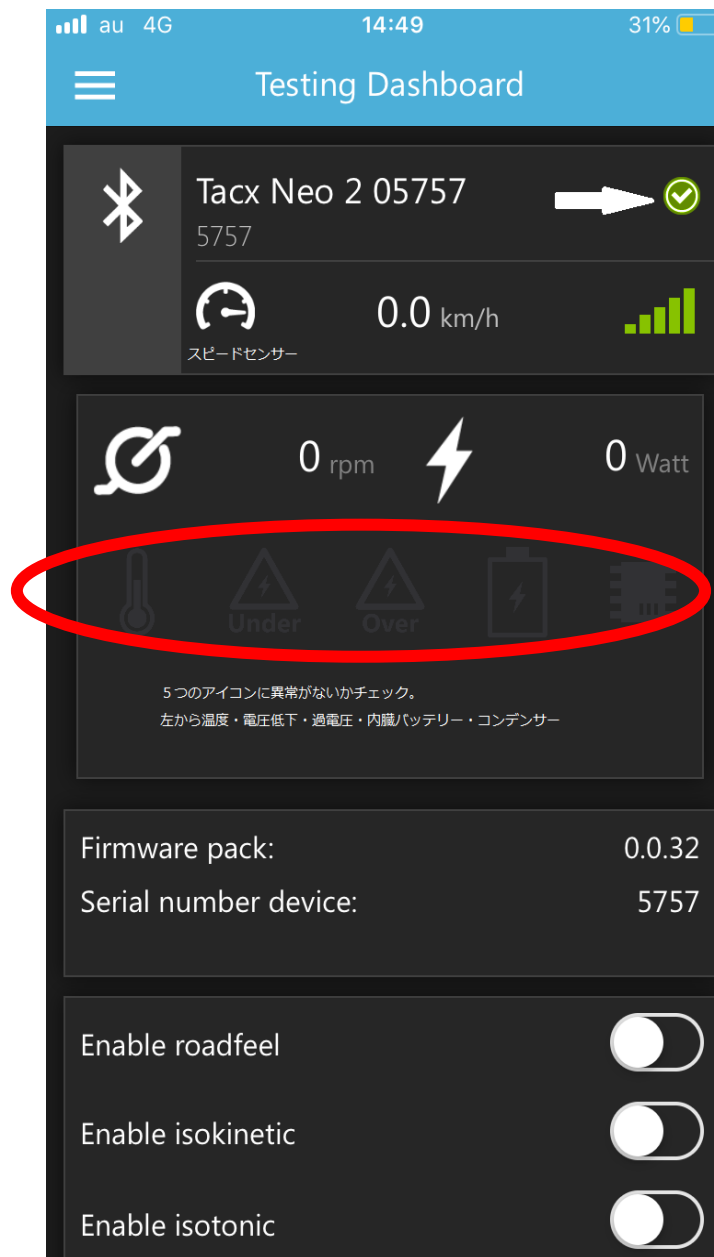 au 4G 14:49 31%
Testing Dashboard
Tacx Neo 2 05757
5757
0.0 km/h
スピードセンサー
0 rpm 0 Watt
Under Over
5つのアイコンに異常がないかチェック。
左から温度・電圧低下・過電圧・内臓バッテリー・コンデンサー
Firmware pack: 0.0.32
Serial number device: 5757
Enable roadfeel
Enable isokinetic
Enable isotonic